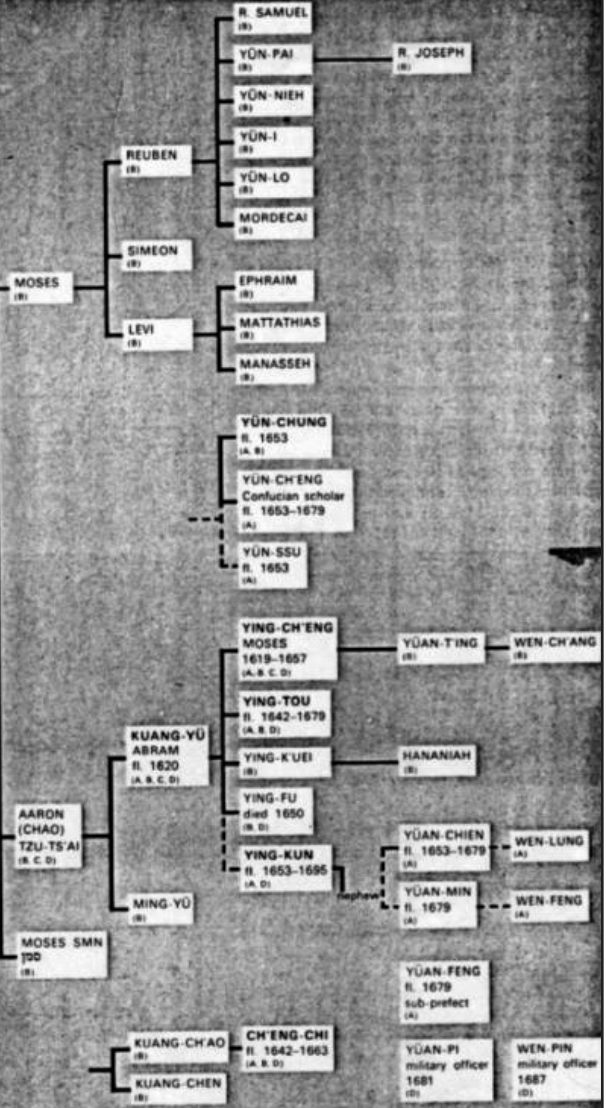 R. SAMUEL
(B)
YÜN-PAI
(B)
R. JOSEPH
(B)
YÜN-NIEH
(B)
YÜN-I
(B)
REUBEN
(B)
YÜN-LO
(B)
MORDECAI
(B)
SIMEON
(B)
MOSES
(B)
EPHRAIM
(B)
LEVI
(B)
MATTATHIAS
(B)
MANASSEH
(B)
YÜN-CHUNG
fl. 1653
(A. B)
YÜN-CH'ENG
Confucian scholar
fl. 1653–1679
(A)
YÜN-SSU
fl. 1653
(A)
YING-CH'ENG
MOSES
1619–1657
(A. B. C. D)
YÜAN-T'ING
(B)
WEN-CH'ANG
(B)
YING-TOU
fl. 1642–1679
(A. B. D)
KUANG-YÜ
ABRAM
fl. 1620
(A. B. C. D)
YING-K'UEI
(B)
HANANIAH
(B)
YING-FU
died 1650
(B. D)
AARON
(CHAO)
TZU-TS'AI
(B. C. D)
YING-KUN
fl. 1653–1695
(A. D)
nephew
YÜAN-CHIEN
fl. 1653–1679
(A)
WEN-LUNG
(A)
YÜAN-MIN
fl. 1679
(A)
WEN-FENG
(A)
MING-YÜ
(B)
MOSES SMN
סמן
(B)
YÜAN-FENG
fl. 1679
sub-prefect
(A)
KUANG-CH'AO
(B)
CH'ENG-CHI
fl. 1642–1663
(A. B. D)
KUANG-CHEN
(B)
YÜAN-PI
military officer
1681
(D)
WEN-PIN
military officer
1687
(D)